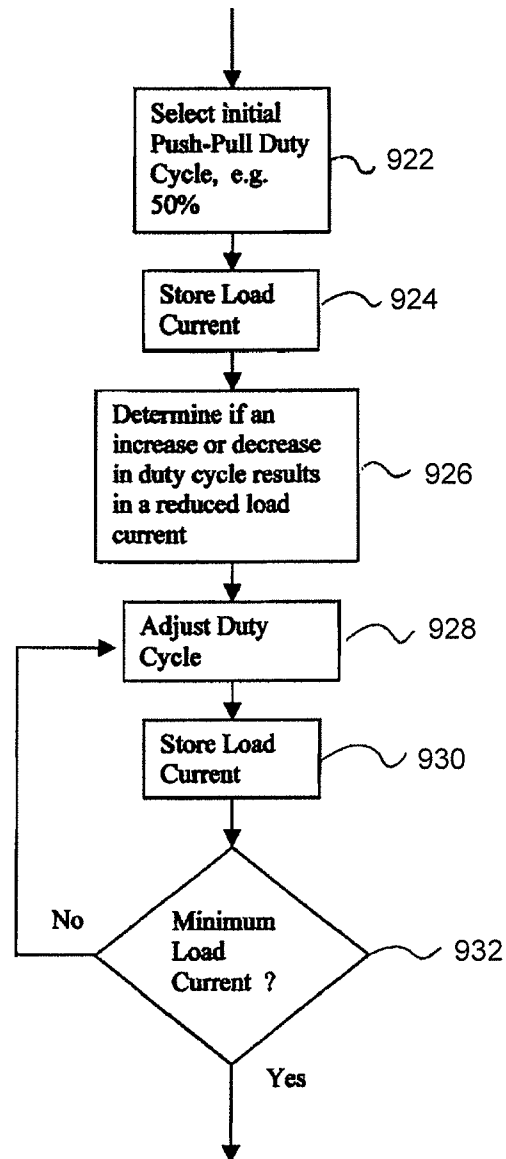 Select initial
Push-Pull Duty
Cycle, e.g.
50%
922
Store Load
Current
924
Determine if an
increase or decrease
in duty cycle results
in a reduced load
current
926
Adjust Duty
Cycle
928
Store Load
Current
930
No
Minimum
Load
Current ?
932
Yes